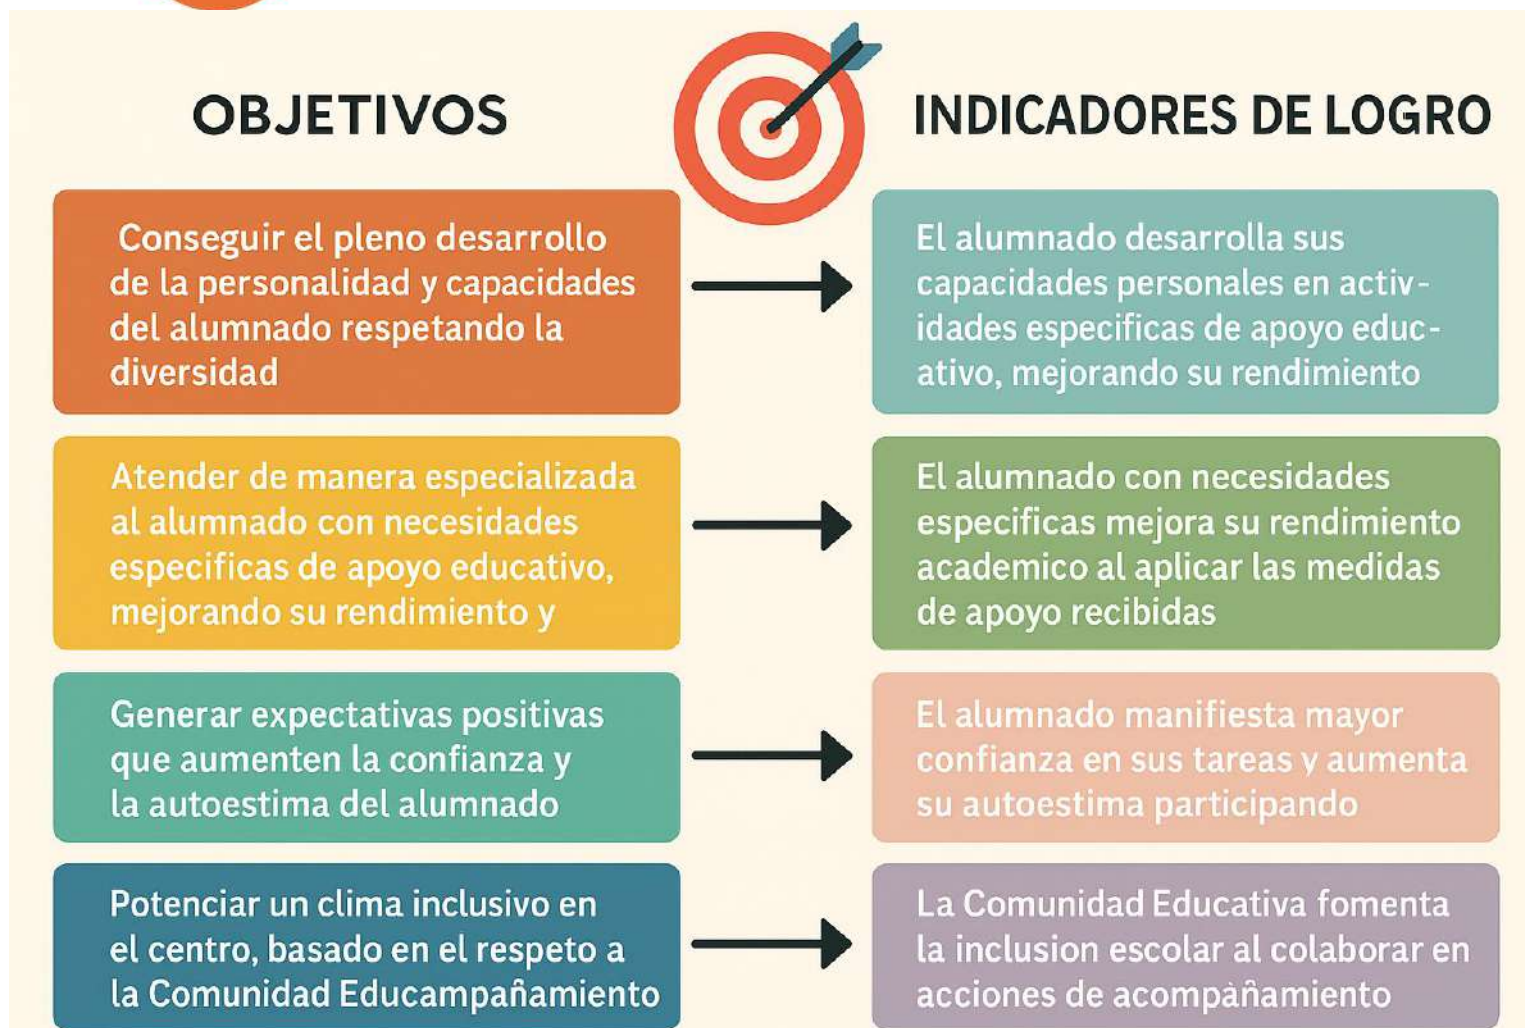 OBJETIVOS
INDICADORES DE LOGRO
Conseguir el pleno desarrollo
de la personalidad y capacidades
del alumnado respetando la
diversidad
El alumnado desarrolla sus
capacidades personales en activ-
idades especificas de apoyo educ-
ativo, mejorando su rendimiento
Atender de manera especializada
al alumnado con necesidades
especificas de apoyo educativo,
mejorando su rendimiento y
El alumnado con necesidades
especificas mejora su rendimiento
academico al aplicar las medidas
de apoyo recibidas
Generar expectativas positivas
que aumenten la confianza y
la autoestima del alumnado
El alumnado manifiesta mayor
confianza en sus tareas y aumenta
su autoestima participando
Potenciar un clima inclusivo en
el centro, basado en el respeto a
la Comunidad Educampañamiento
La Comunidad Educativa fomenta
la inclusion escolar al colaborar en
acciones de acompàñamiento